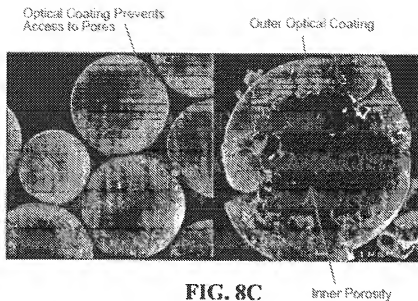 Optical Coating Prevents
Access to Pores
Outer Optical Coating
Inner Porosity
FIG. 8C